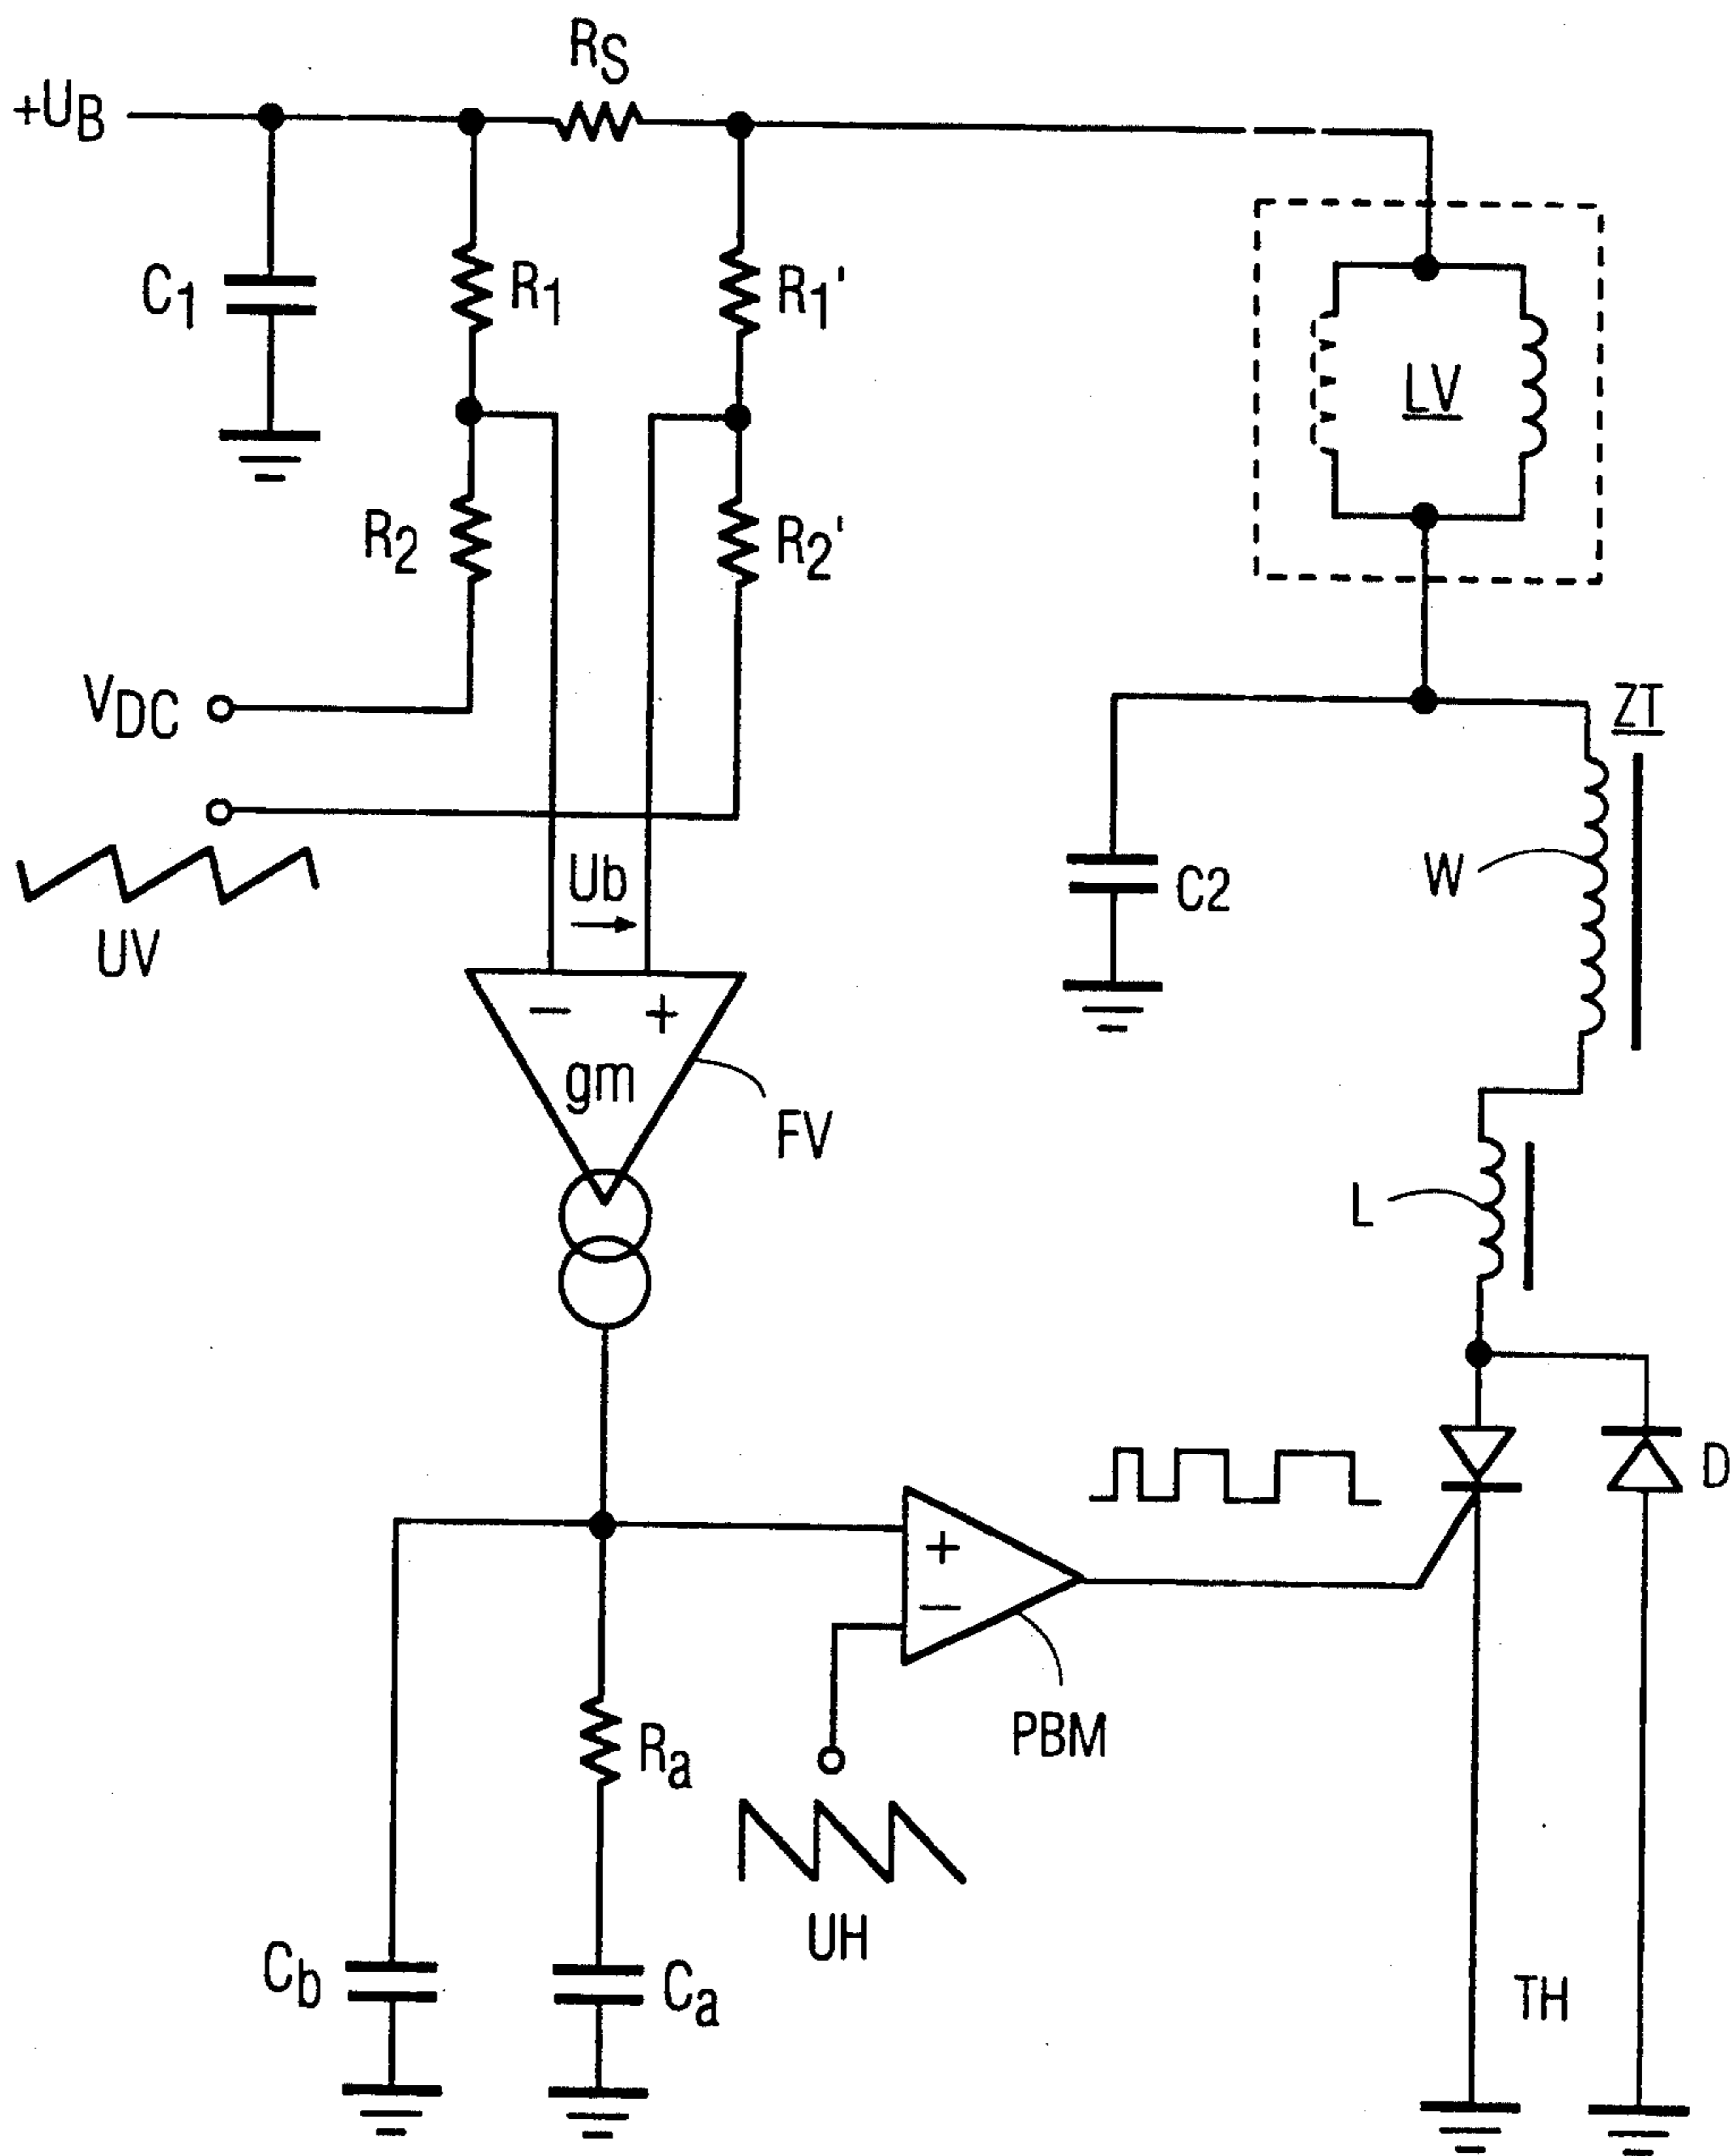 RS
+UB
C1
R1
R1'
LV
R2
R2'
VDC
ZT
Ub
C2
W
UV
− +
gm
FV
L
D
+
−
Ra
PBM
UH
Cb
Ca
TH